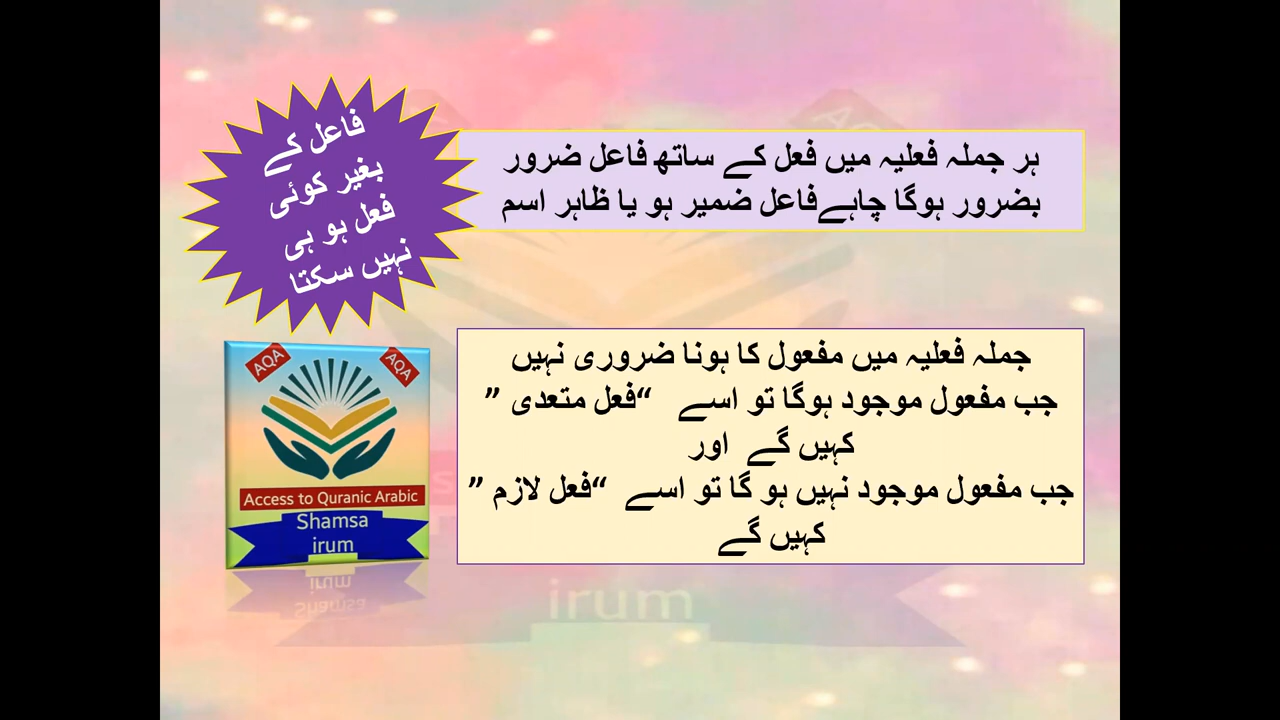 فاعل کے
بغیر کوئی
فعل ہو ہی
نہیں سکتا
ہر جملہ فعلیہ میں فعل کے ساتھ فاعل ضرور
بضرور ہوگا چاہےفاعل ضمیر ہو یا ظاہر اسم
جملہ فعلیہ میں مفعول کا ہونا ضروری نہیں
جب مفعول موجود ہوگا تو اسے “فعل متعدی ”
کہیں گے اور
جب مفعول موجود نہیں ہو گا تو اسے “فعل لازم ”
کہیں گے
AQA
AQA
Access to Quranic Arabic
Shamsa
irum
irum